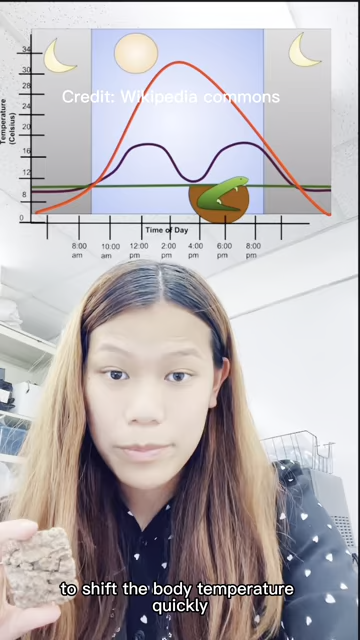 34
32
28
24
20
16
12
8
0
Temperature
(Celsius)
Credit: Wikipedia commons
Time of Day
8:00 am
10:00 am
12:00 pm
2:00 pm
4:00 pm
6:00 pm
8:00 pm
to shift the body temperature
quickly